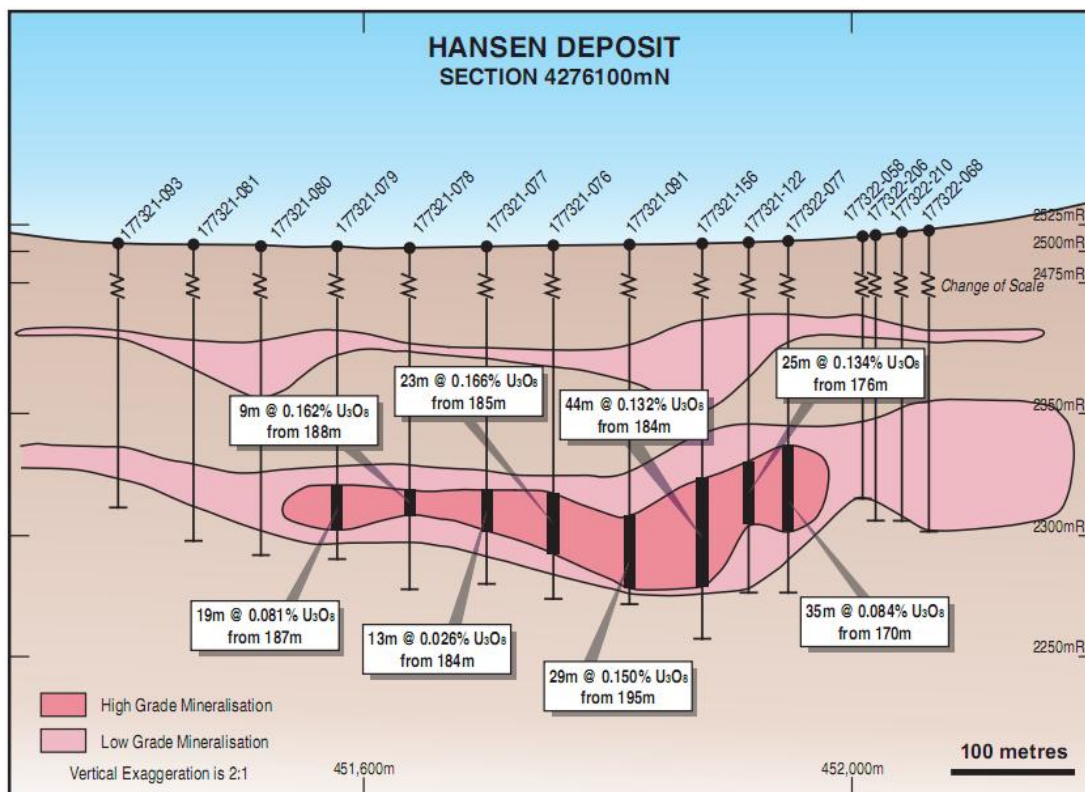 HANSEN DEPOSIT
SECTION 4276100mN
177321-093
177321-081
177321-080
177321-079
177321-078
177321-077
177321-076
177321-091
177321-156
177321-122
177322-077
177322-058
177322-206
177322-210
177322-068
2525mR
2500mR
2475mR
Change of Scale
25m @ 0.134% U₃O₈
from 176m
23m @ 0.166% U₃O₈
from 185m
44m @ 0.132% U₃O₈
from 184m
9m @ 0.162% U₃O₈
from 188m
2350mR
2300mR
19m @ 0.081% U₃O₈
from 187m
13m @ 0.026% U₃O₈
from 184m
35m @ 0.084% U₃O₈
from 170m
29m @ 0.150% U₃O₈
from 195m
2250mR
High Grade Mineralisation
Low Grade Mineralisation
Vertical Exaggeration is 2:1
451,600m
452,000m
100 metres